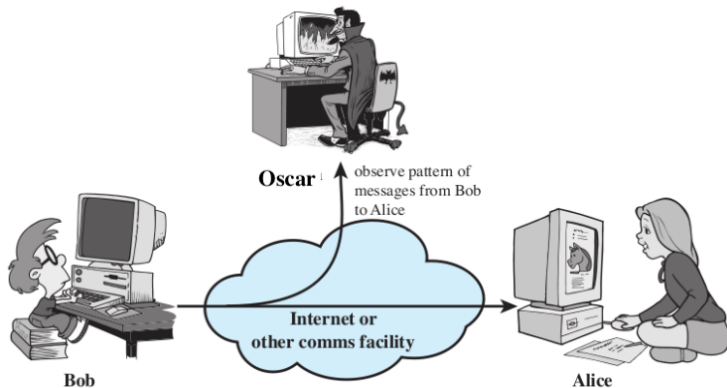 Oscar
observe pattern of
messages from Bob
to Alice
Internet or
other comms facility
Bob
Alice